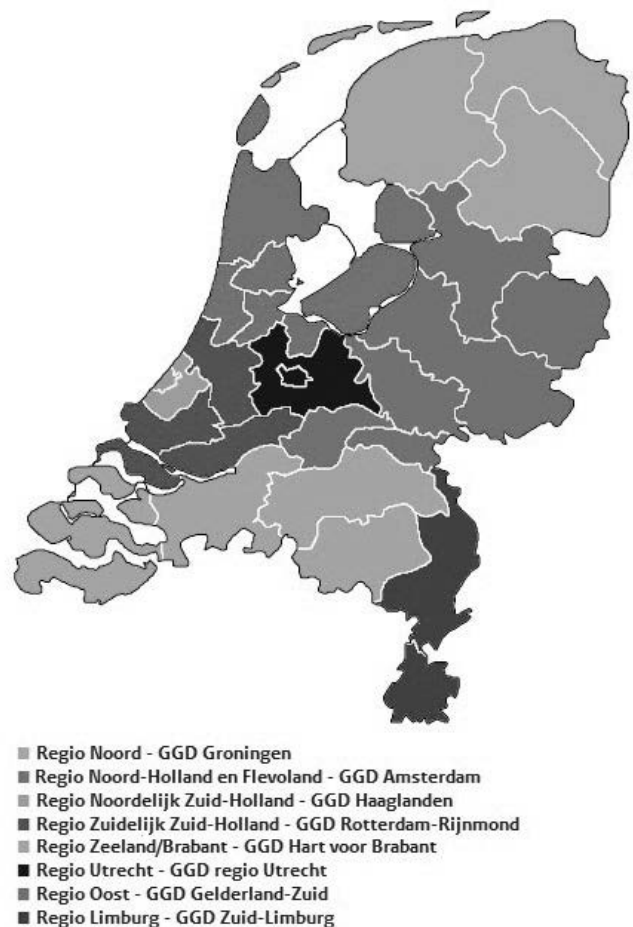 Regio Noord - GGD Groningen
Regio Noord-Holland en Flevoland - GGD Amsterdam
Regio Noordelijk Zuid-Holland - GGD Haaglanden
Regio Zuidelijk Zuid-Holland - GGD Rotterdam-Rijnmond
Regio Zeeland/Brabant - GGD Hart voor Brabant
Regio Utrecht - GGD regio Utrecht
Regio Oost - GGD Gelderland-Zuid
Regio Limburg - GGD Zuid-Limburg